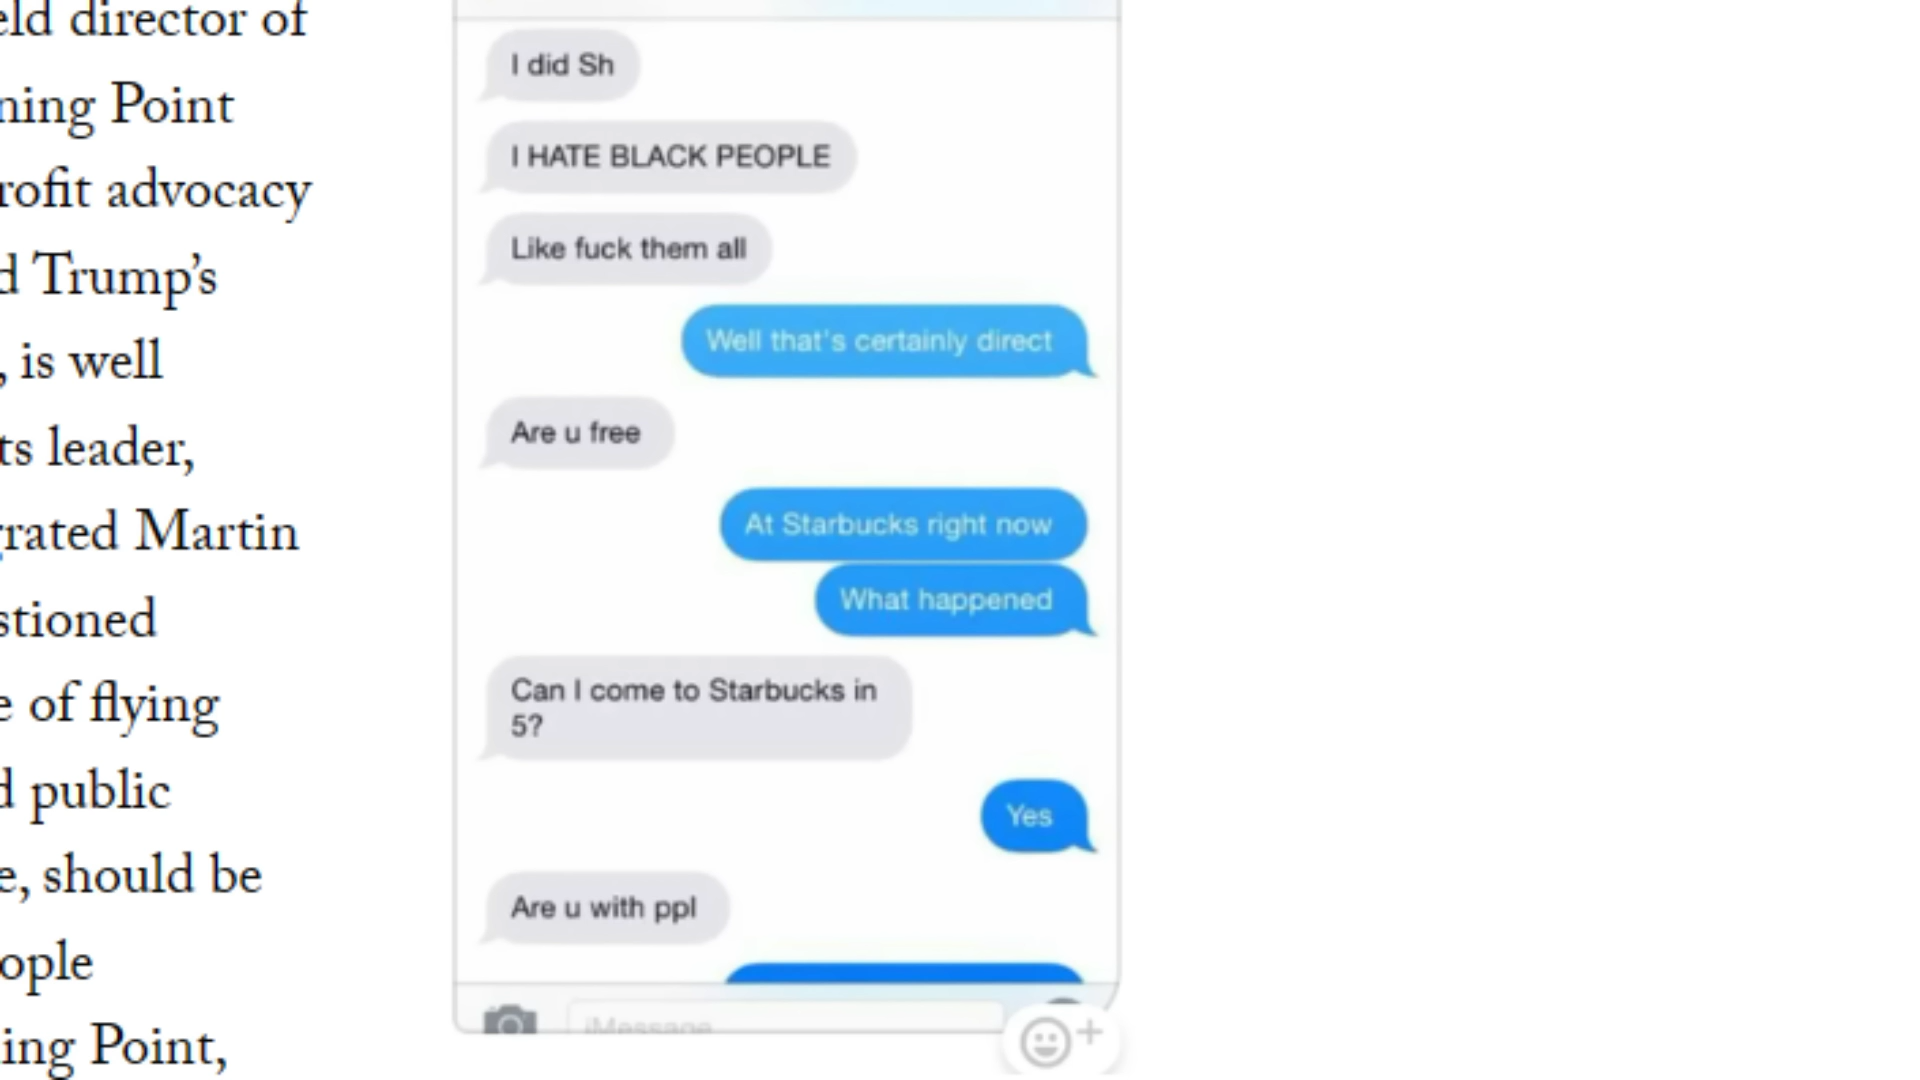 eld director of
ning Point
rofit advocacy
d Trump’s
, is well
ts leader,
grated Martin
stioned
e of flying
d public
e, should be
ople
ing Point,
I did Sh
I HATE BLACK PEOPLE
Like fuck them all
Well that's certainly direct
Are u free
At Starbucks right now
What happened
Can I come to Starbucks in
5?
Yes
Are u with ppl
iMessage